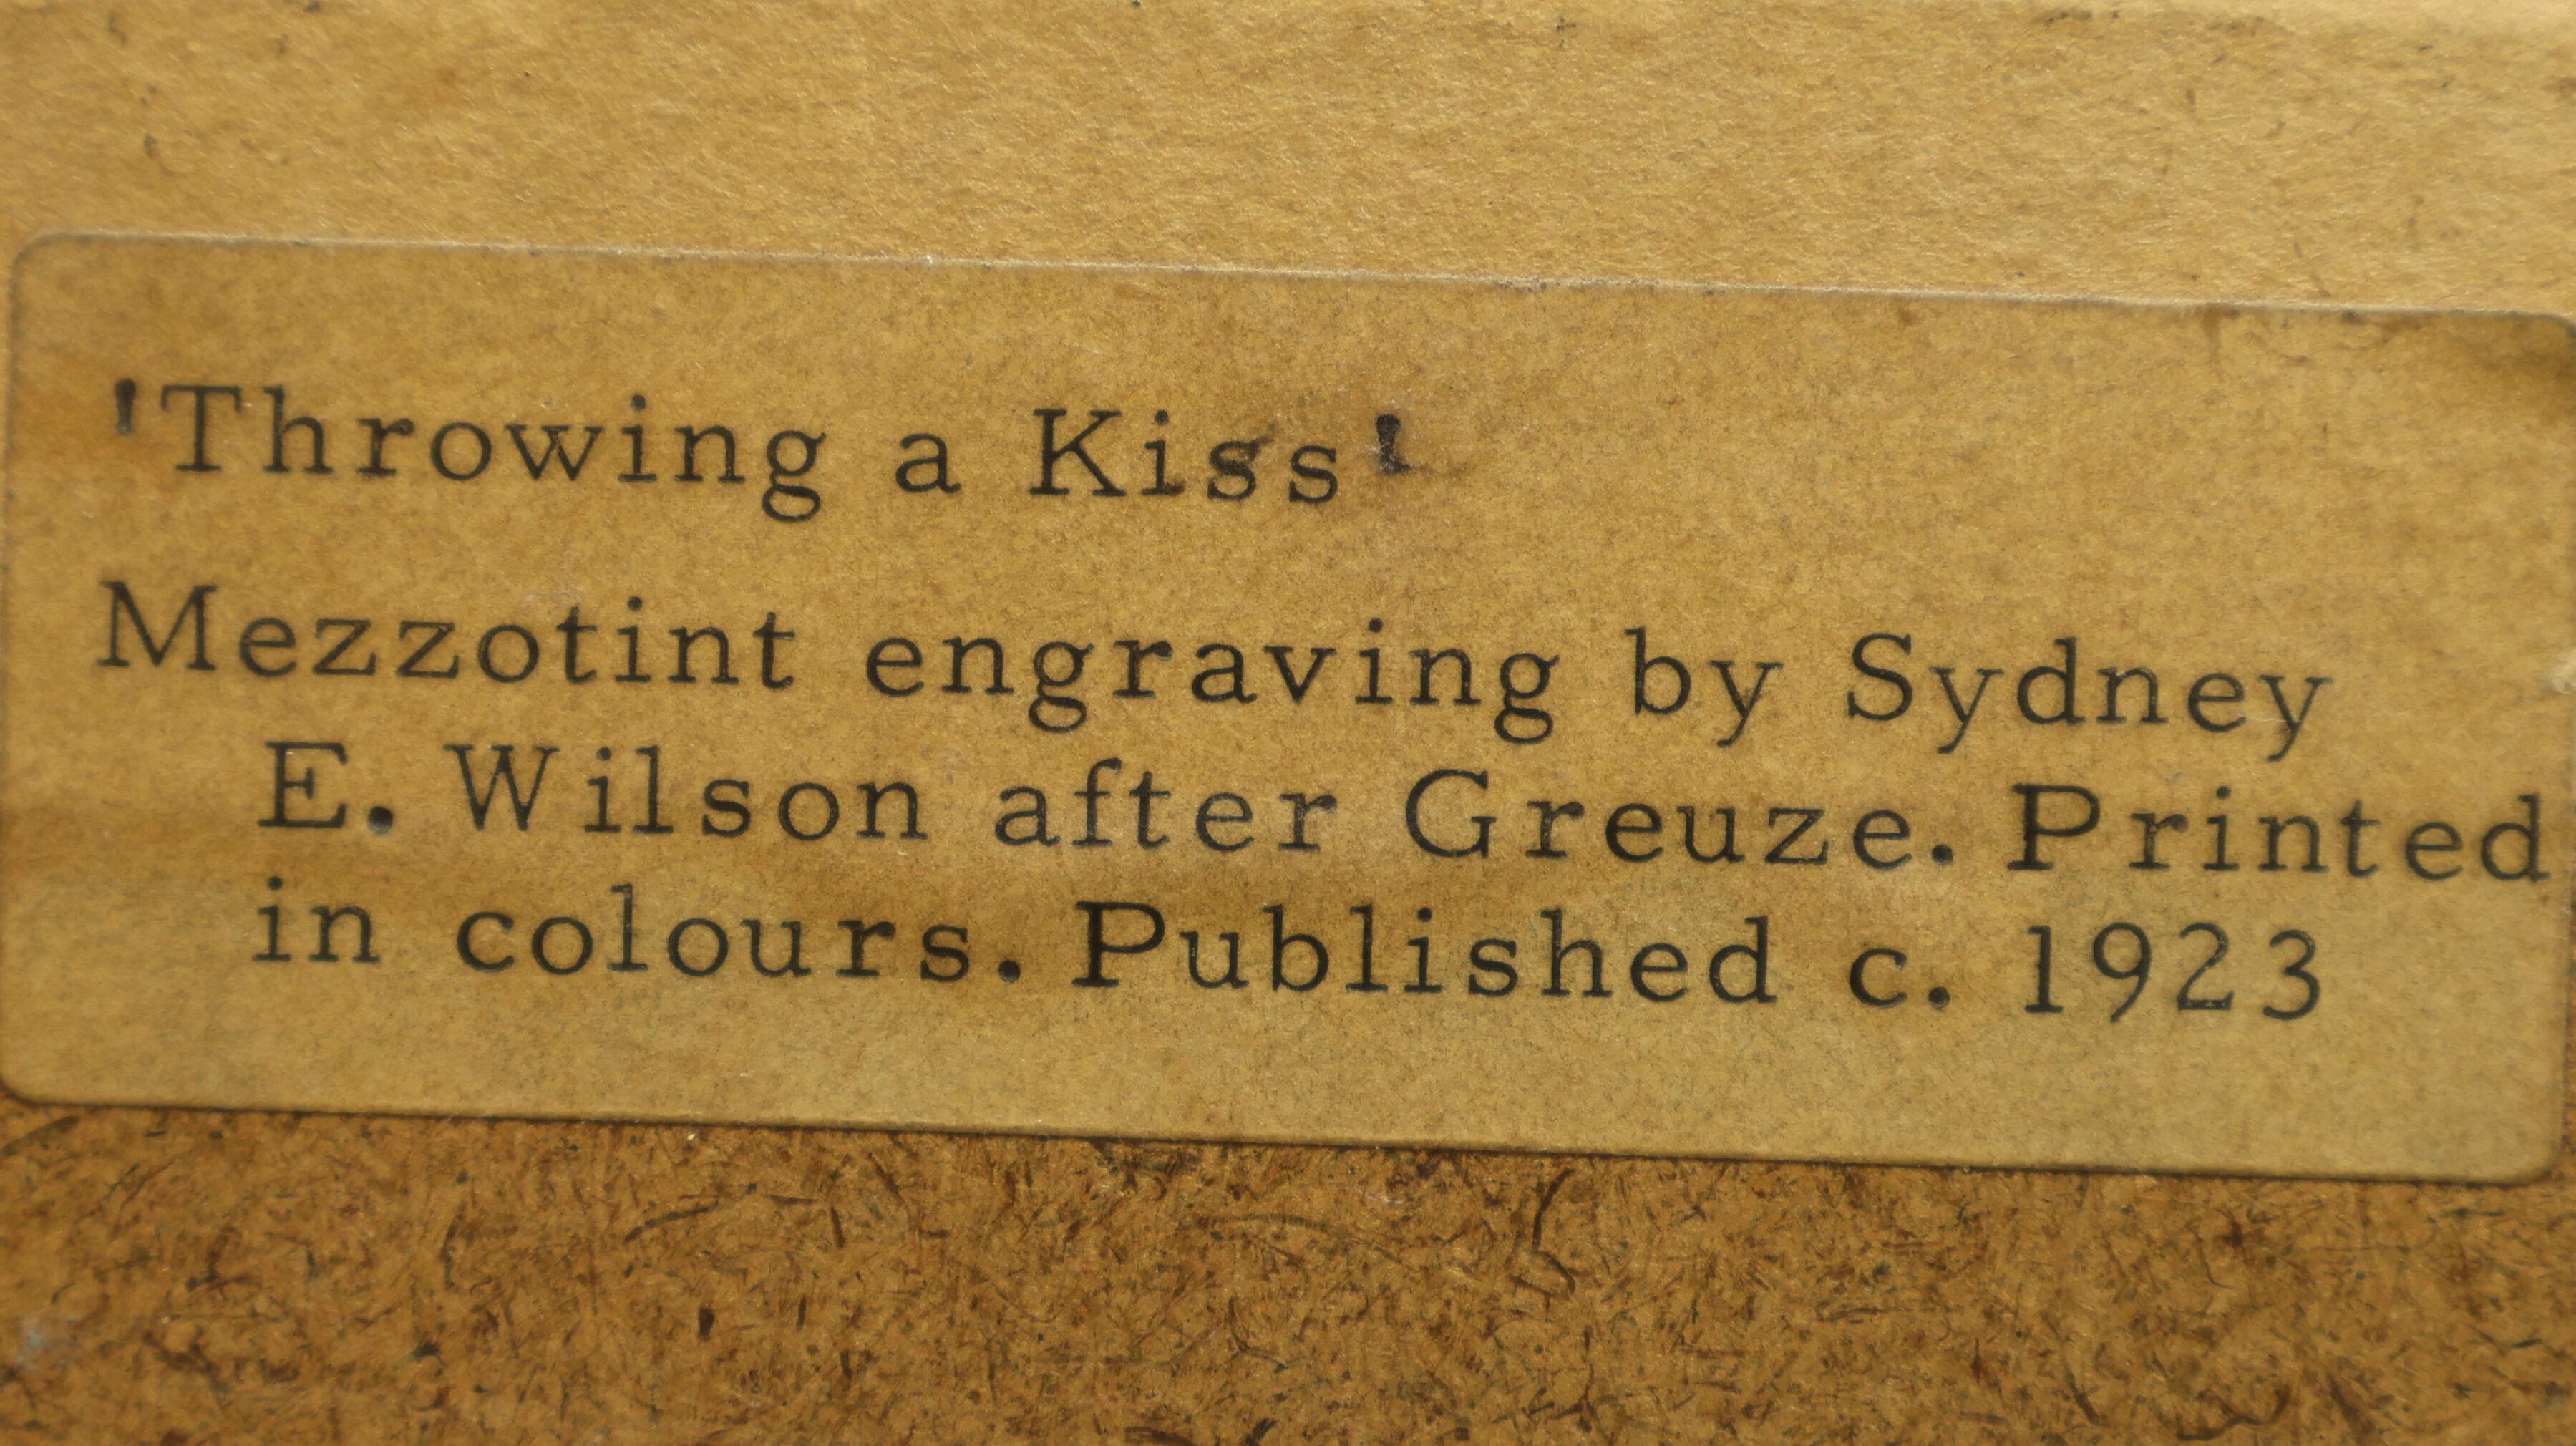 'Throwing a Kiss'
Mezzotint engraving by Sydney
E. Wilson after Greuze. Printed
in colours. Published c. 1923